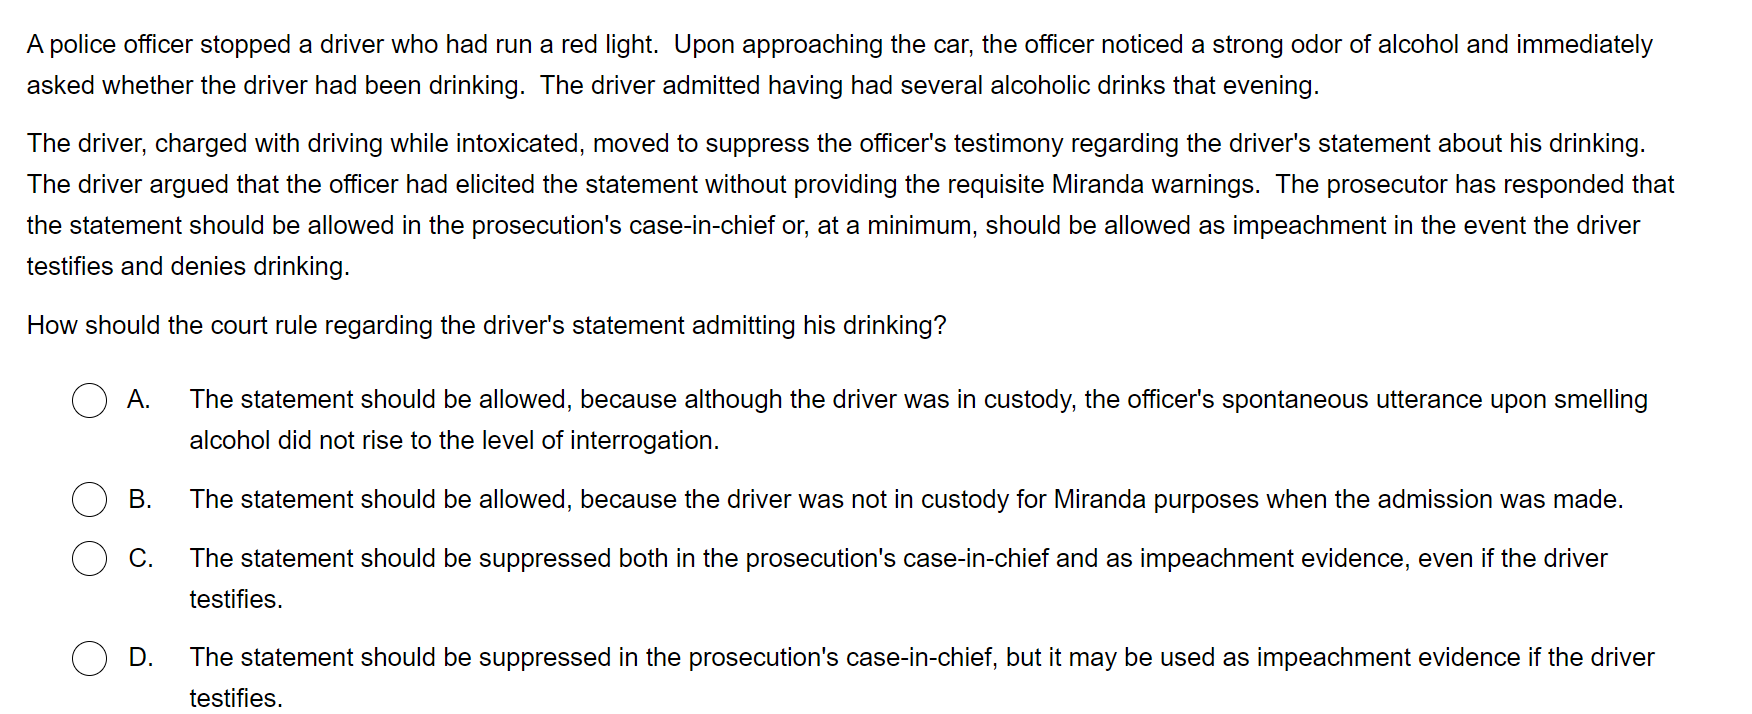 A police officer stopped a driver who had run a red light.  Upon approaching the car, the officer noticed a strong odor of alcohol and immediately
asked whether the driver had been drinking.  The driver admitted having had several alcoholic drinks that evening.
The driver, charged with driving while intoxicated, moved to suppress the officer's testimony regarding the driver's statement about his drinking.
The driver argued that the officer had elicited the statement without providing the requisite Miranda warnings.  The prosecutor has responded that
the statement should be allowed in the prosecution's case-in-chief or, at a minimum, should be allowed as impeachment in the event the driver
testifies and denies drinking.
How should the court rule regarding the driver's statement admitting his drinking?
A. The statement should be allowed, because although the driver was in custody, the officer's spontaneous utterance upon smelling
alcohol did not rise to the level of interrogation.
B. The statement should be allowed, because the driver was not in custody for Miranda purposes when the admission was made.
C. The statement should be suppressed both in the prosecution's case-in-chief and as impeachment evidence, even if the driver
testifies.
D. The statement should be suppressed in the prosecution's case-in-chief, but it may be used as impeachment evidence if the driver
testifies.